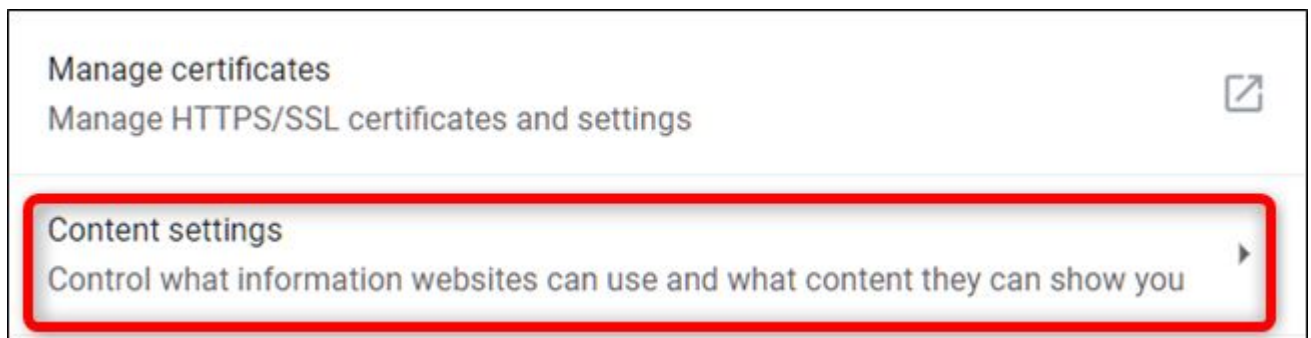 Manage certificates
Manage HTTPS/SSL certificates and settings
Content settings
Control what information websites can use and what content they can show you